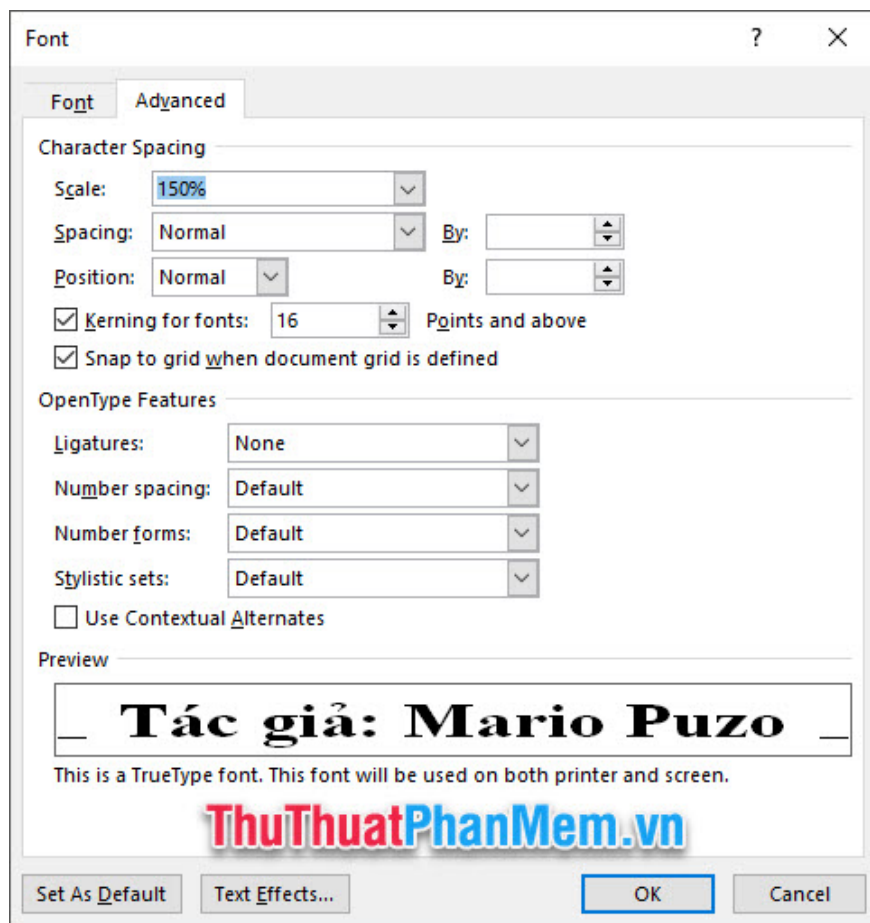 Font ?
Font Advanced
Character Spacing
Scale: 150%
Spacing: Normal By:
Position: Normal By:
Kerning for fonts: 16 Points and above
Snap to grid when document grid is defined
OpenType Features
Ligatures: None
Number spacing: Default
Number forms: Default
Stylistic sets: Default
Use Contextual Alternates
Preview
_ Tác giả: Mario Puzo _
This is a TrueType font. This font will be used on both printer and screen.
ThuThuatPhanMem.vn
Set As Default Text Effects... OK Cancel